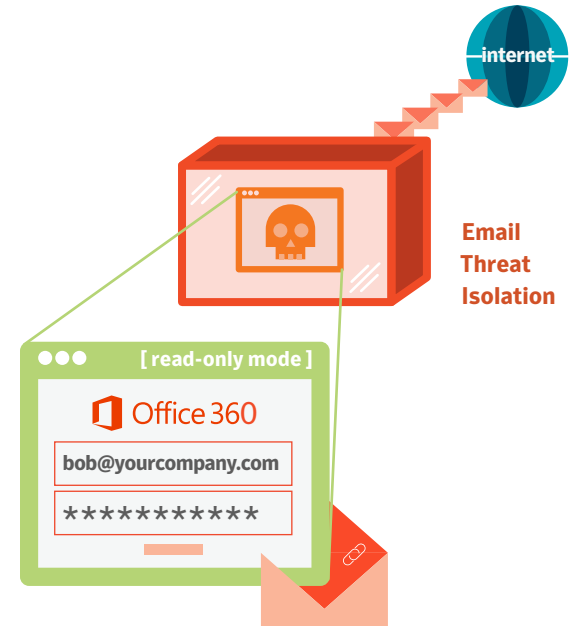 internet
Email
Threat
Isolation
[ read-only mode ]
Office 360
bob@yourcompany.com
***********